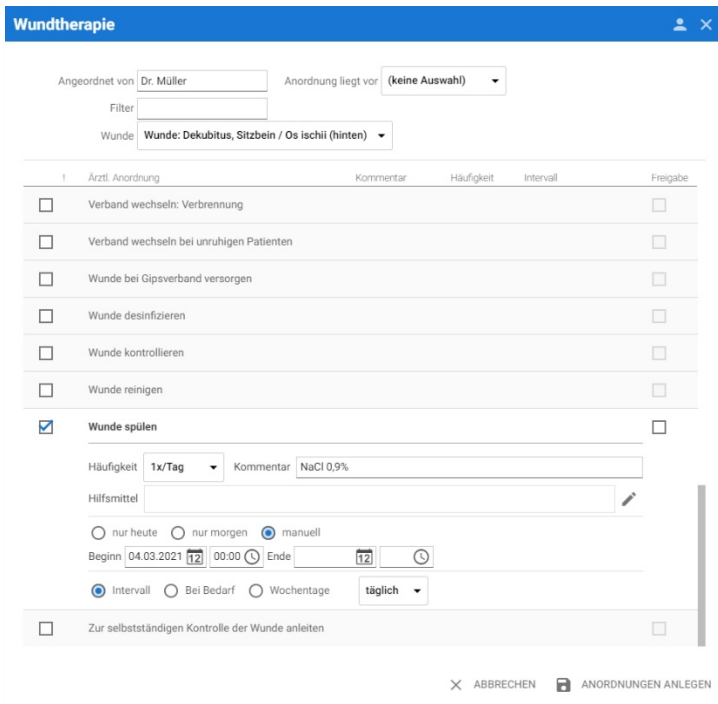 Wundtherapie
Angeordnet von Dr. Müller Anordnung liegt vor (keine Auswahl)
Filter
Wunde Wunde: Dekubitus, Sitzbein / Os ischii (hinten)
! Ärztl. Anordnung Kommentar Häufigkeit Intervall Freigabe
Verband wechseln: Verbrennung
Verband wechseln bei unruhigen Patienten
Wunde bei Gipsverband versorgen
Wunde desinfizieren
Wunde kontrollieren
Wunde reinigen
Wunde spülen
Häufigkeit 1x/Tag Kommentar NaCl 0,9%
Hilfsmittel
nur heute nur morgen manuell
Beginn 04.03.2021 12 00:00 Ende 12
Intervall Bei Bedarf Wochentage täglich
Zur selbstständigen Kontrolle der Wunde anleiten
ABBRECHEN ANORDNUNGEN ANLEGEN